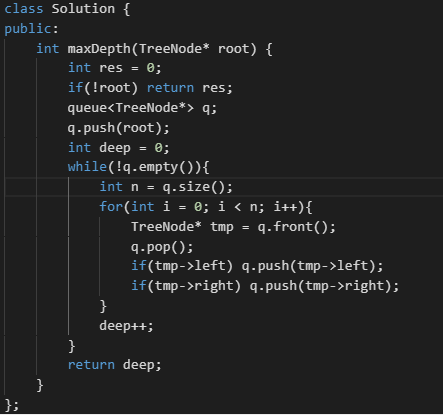 class Solution {
public:
    int maxDepth(TreeNode* root) {
        int res = 0;
        if(!root) return res;
        queue<TreeNode*> q;
        q.push(root);
        int deep = 0;
        while(!q.empty()){
            int n = q.size();
            for(int i = 0; i < n; i++){
                TreeNode* tmp = q.front();
                q.pop();
                if(tmp->left) q.push(tmp->left);
                if(tmp->right) q.push(tmp->right);
            }
            deep++;
        }
        return deep;
    }
};